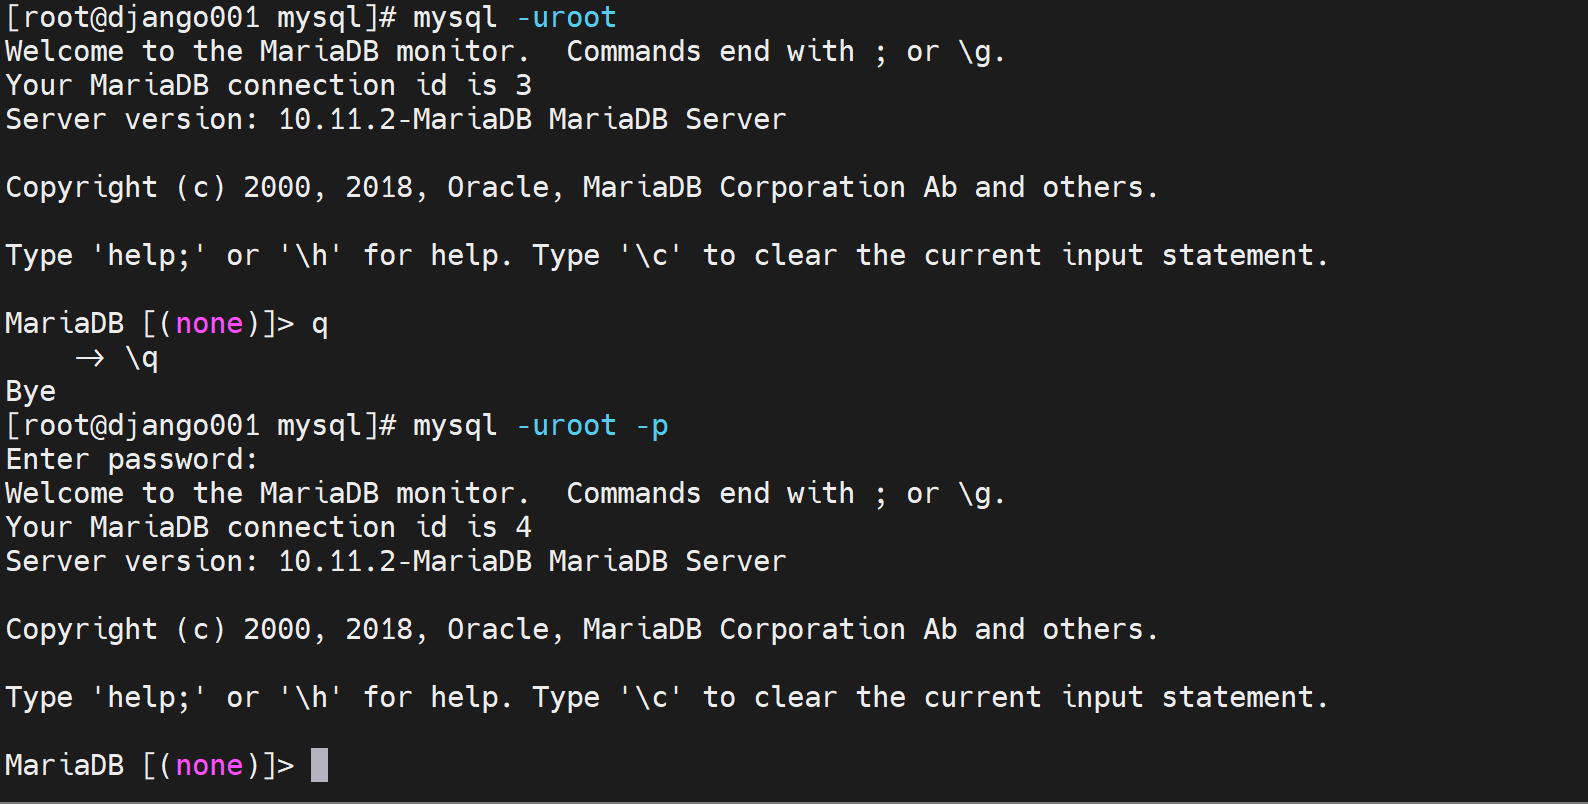 [root@django001 mysql]# mysql -uroot
Welcome to the MariaDB monitor.  Commands end with ; or \g.
Your MariaDB connection id is 3
Server version: 10.11.2-MariaDB MariaDB Server
Copyright (c) 2000, 2018, Oracle, MariaDB Corporation Ab and others.
Type 'help;' or '\h' for help. Type '\c' to clear the current input statement.
MariaDB [(none)]> q
    -> \q
Bye
[root@django001 mysql]# mysql -uroot -p
Enter password:
Welcome to the MariaDB monitor.  Commands end with ; or \g.
Your MariaDB connection id is 4
Server version: 10.11.2-MariaDB MariaDB Server
Copyright (c) 2000, 2018, Oracle, MariaDB Corporation Ab and others.
Type 'help;' or '\h' for help. Type '\c' to clear the current input statement.
MariaDB [(none)]>